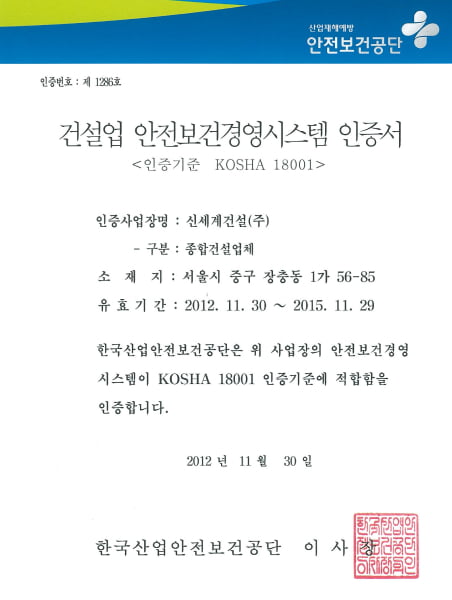 산업재해예방
안전보건공단
인증번호 : 제 1286호
건설업 안전보건경영시스템 인증서
<인증기준 KOSHA 18001>
인증사업장명 : 신세계건설(주)
- 구분 : 종합건설업체
소 재 지 : 서울시 중구 장충동 1가 56-85
유 효 기 간 : 2012. 11. 30 ~ 2015. 11. 29
한국산업안전보건공단은 위 사업장의 안전보건경영
시스템이 KOSHA 18001 인증기준에 적합함을
인증합니다.
2012 년 11 월 30 일
한국산업안전보건공단 이 사 장